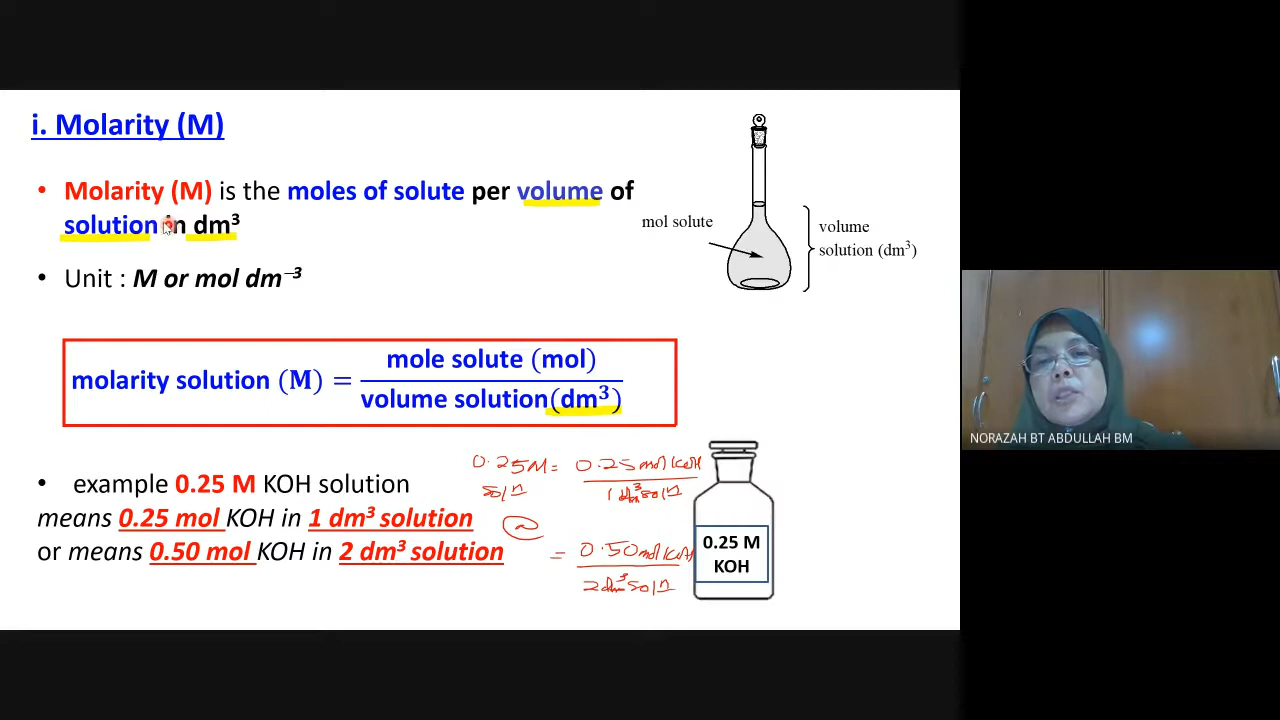 i. Molarity (M)
• Molarity (M) is the moles of solute per volume of
solution in dm³
• Unit : M or mol dm⁻³
mol solute
volume
solution (dm³)
molarity solution (M) = mole solute (mol) / volume solution(dm³)
• example 0.25 M KOH solution
means 0.25 mol KOH in 1 dm³ solution
or means 0.50 mol KOH in 2 dm³ solution
0.25M = 0.25 mol KOH
soln 1 dm³ soln
= 0.50 mol KOH
2 dm³ soln
0.25 M
KOH
NORAZAH BT ABDULLAH BM